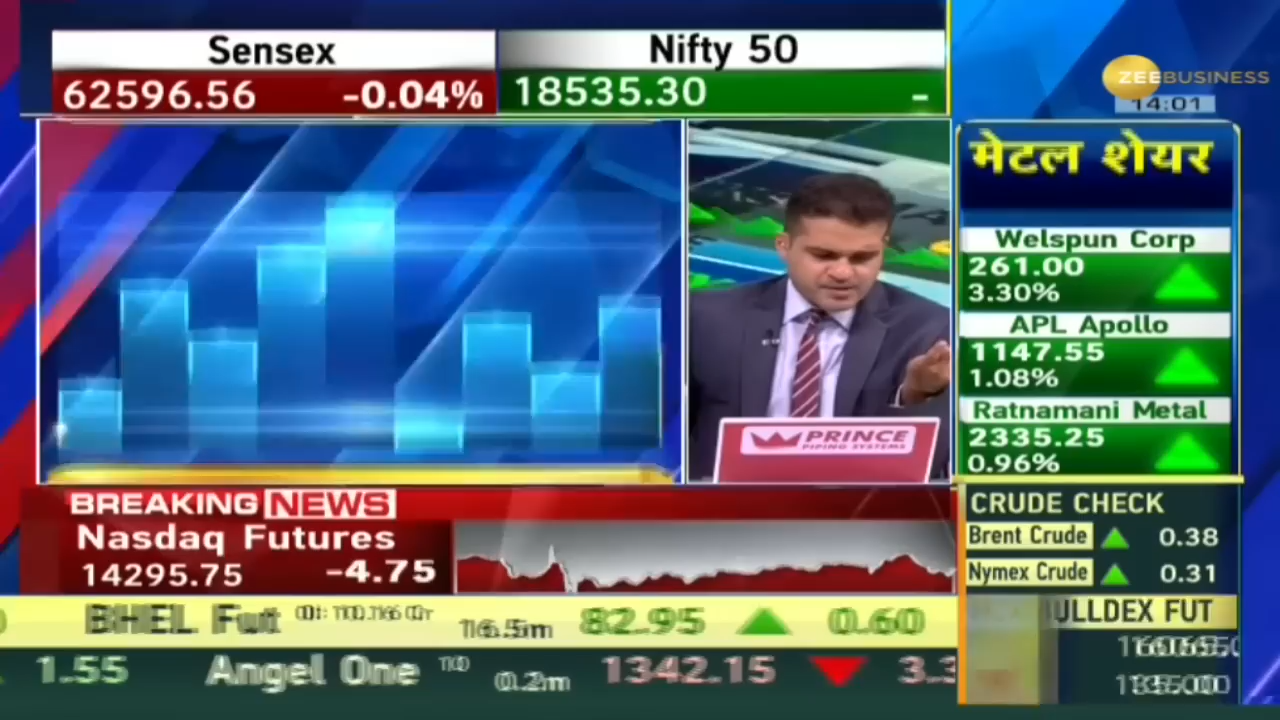 Sensex
62596.56 -0.04%
Nifty 50
18535.30 -
ZEEBUSINESS
14:01
मेटल शेयर
Welspun Corp
261.00
3.30%
APL Apollo
1147.55
1.08%
Ratnamani Metal
2335.25
0.96%
PRINCE
PIPING SYSTEMS
BREAKING NEWS
Nasdaq Futures
14295.75 -4.75
CRUDE CHECK
Brent Crude 0.38
Nymex Crude 0.31
BHEL Fut 82.95 0.60
1.55 Angel One 0.2m 1342.15
FUT